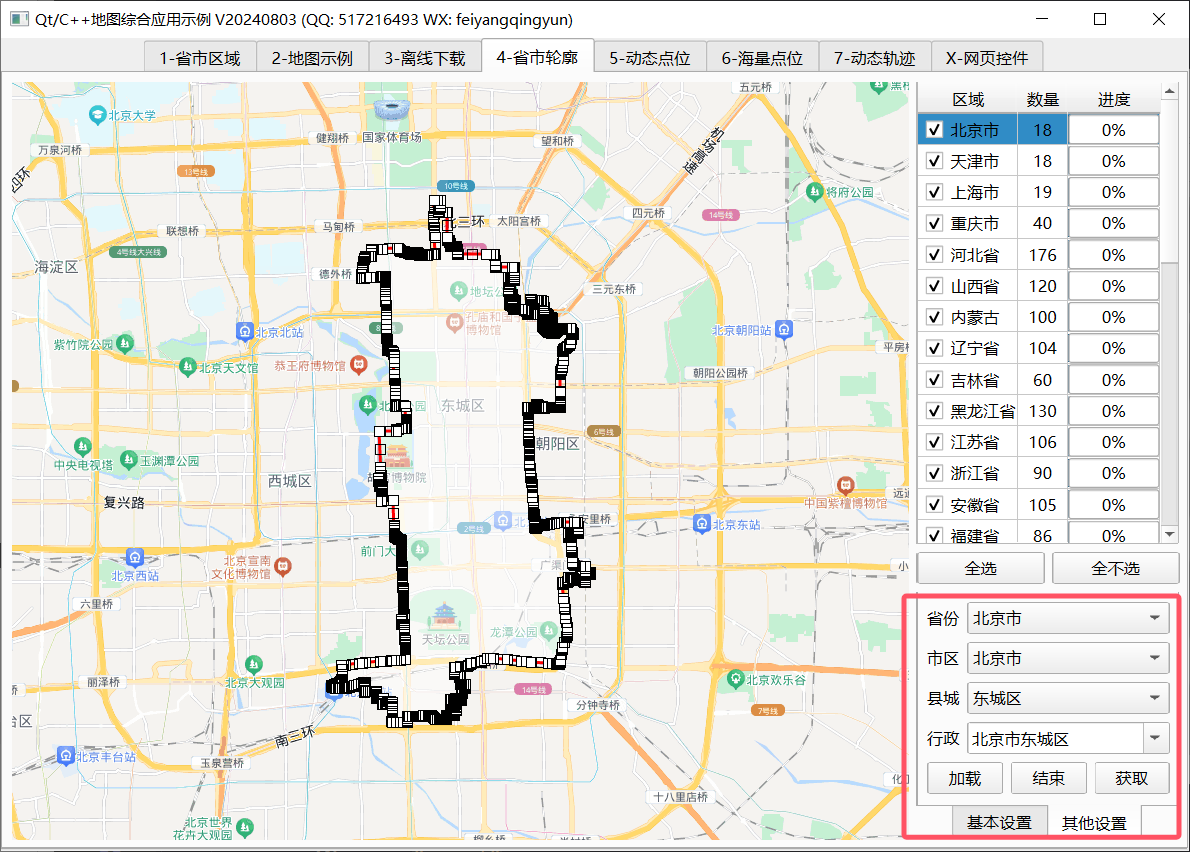 Qt/C++地图综合应用示例 V20240803 (QQ: 517216493 WX: feiyangqingyun)
1-省市区域 2-地图示例 3-离线下载 4-省市轮廓 5-动态点位 6-海量点位 7-动态轨迹 X-网页控件
五元桥
北京大学
国家体育场
健翔桥
望和桥
机场高速
万泉河桥
13号线
10号线
将府公园
四元桥
14号线
北三环
太阳宫桥
马甸桥
联想桥
4号线大兴线
海淀区
德外桥
三元东桥
地坛公
孔庙和国
博物馆
北京北站
北京朝阳站
紫竹院公园
北京天文馆
恭王府博物馆
平房桥
朝阳公园桥
东城区
6号线
朝阳区
中央电视塔
玉渊潭公园
故宫博物院
西城区
复兴路
中国紫檀博物馆
2号线
安里桥
北京东站
前门大
北京宣南
文化博物馆
广渠
北京西站
六里桥
天坛公园
龙潭公园
丽泽桥
北京大观园
14号线
北京欢乐谷
7号线
分钟寺桥
南三环
北京丰台站
玉泉营桥
十八里店桥
北京世界
花卉大观园
区域 数量 进度
北京市 18 0%
天津市 18 0%
上海市 19 0%
重庆市 40 0%
河北省 176 0%
山西省 120 0%
内蒙古 100 0%
辽宁省 104 0%
吉林省 60 0%
黑龙江省 130 0%
江苏省 106 0%
浙江省 90 0%
安徽省 105 0%
福建省 86 0%
全选 全不选
省份 北京市
市区 北京市
县城 东城区
行政 北京市东城区
加载 结束 获取
基本设置 其他设置